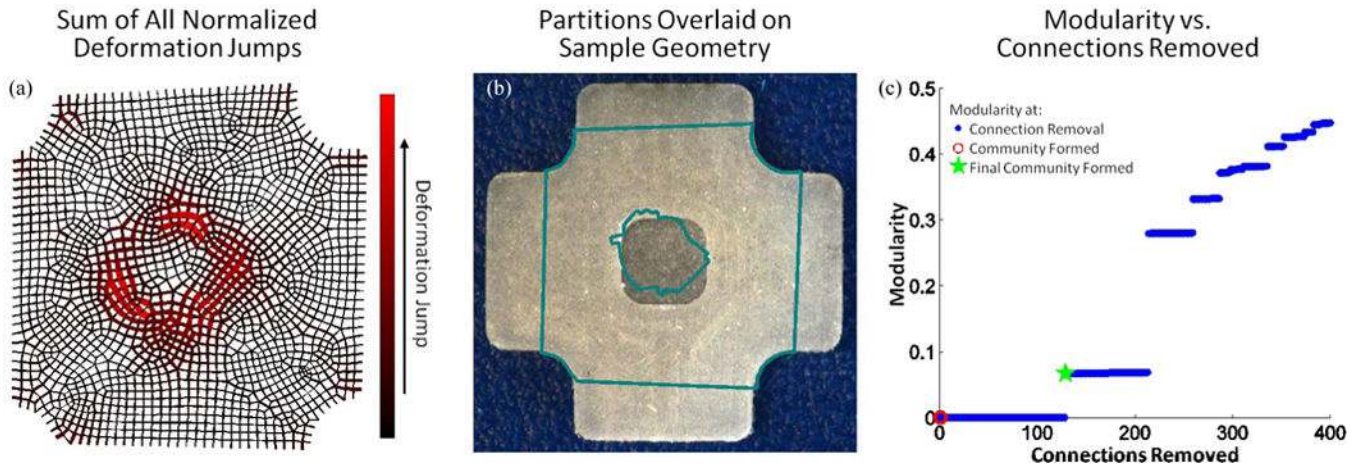 Sum of All Normalized
Deformation Jumps
(a)
Deformation Jump
Partitions Overlaid on
Sample Geometry
(b)
Modularity vs.
Connections Removed
(c)
0.5
0.4
0.3
0.2
0.1
0
Modularity
Modularity at:
Connection Removal
Community Formed
Final Community Formed
0 100 200 300 400
Connections Removed